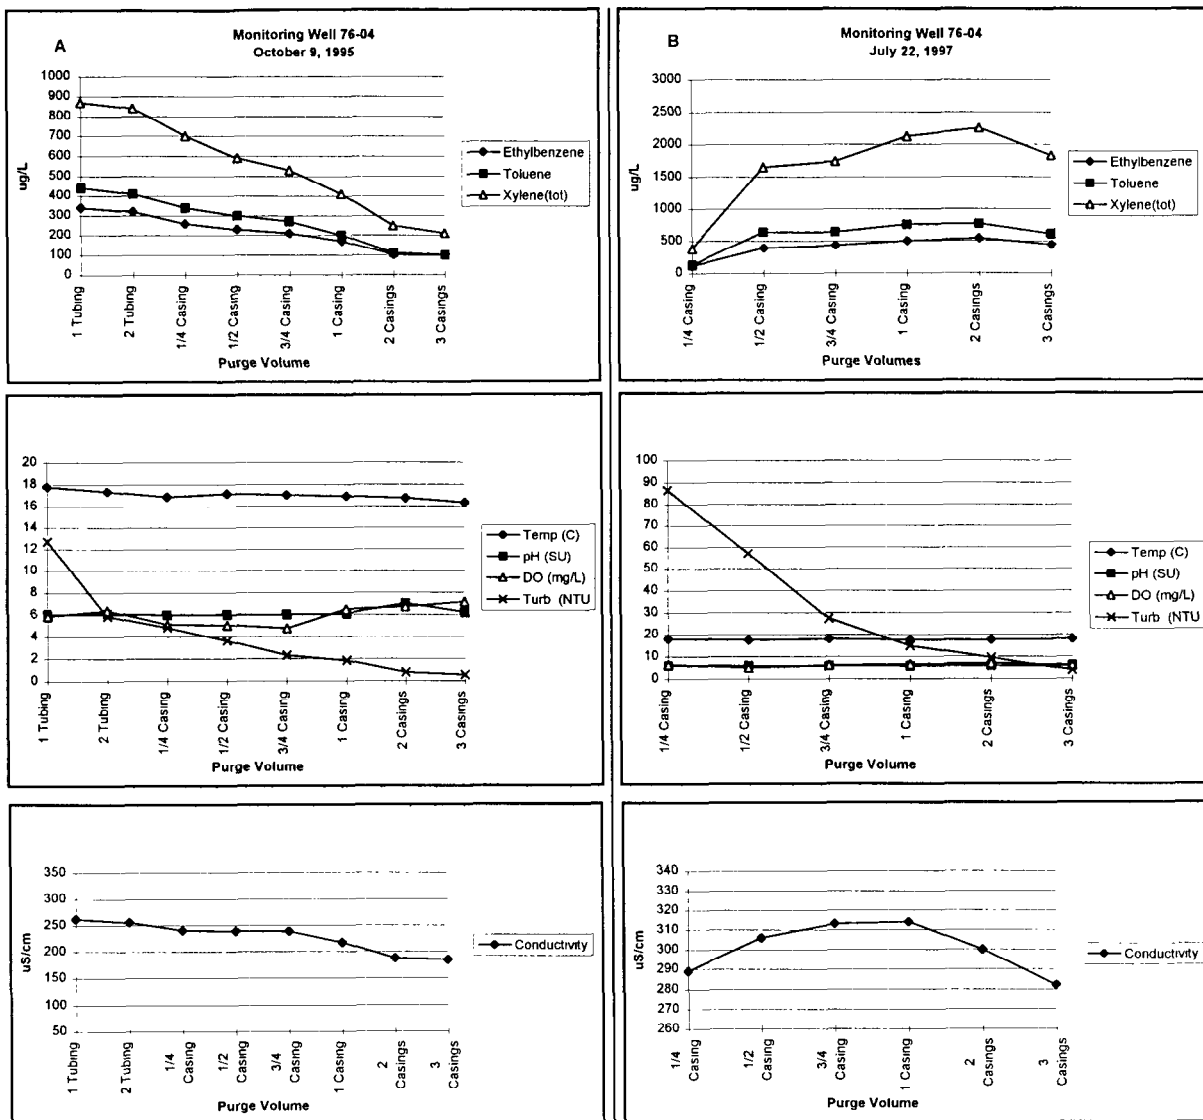 A
Monitoring Well 76-04
October 9, 1995
1000
900
800
700
600
500
400
300
200
100
0
ug/L
1 Tubing
2 Tubing
1/4 Casing
1/2 Casing
3/4 Casing
1 Casing
2 Casings
3 Casings
Purge Volume
Ethylbenzene
Toluene
Xylene(tot)
B
Monitoring Well 76-04
July 22, 1997
3000
2500
2000
1500
1000
500
0
ug/L
1/4 Casing
1/2 Casing
3/4 Casing
1 Casing
2 Casings
3 Casings
Purge Volumes
Ethylbenzene
Toluene
Xylene(tot)
20
18
16
14
12
10
8
6
4
2
0
1 Tubing
2 Tubing
1/4 Casing
1/2 Casing
3/4 Casing
1 Casing
2 Casings
3 Casings
Purge Volume
Temp (C)
pH (SU)
DO (mg/L)
Turb (NTU
100
90
80
70
60
50
40
30
20
10
0
1/4 Casing
1/2 Casing
3/4 Casing
1 Casing
2 Casings
3 Casings
Purge Volume
Temp (C)
pH (SU)
DO (mg/L)
Turb (NTU
350
300
250
200
150
100
50
uS/cm
1 Tubing
2 Tubing
1/4 Casing
1/2 Casing
3/4 Casing
1 Casing
2 Casings
3 Casings
Purge Volume
Conductivity
340
330
320
310
300
290
280
270
260
uS/cm
1/4 Casing
1/2 Casing
3/4 Casing
1 Casing
2 Casings
3 Casings
Purge Volume
Conductivity